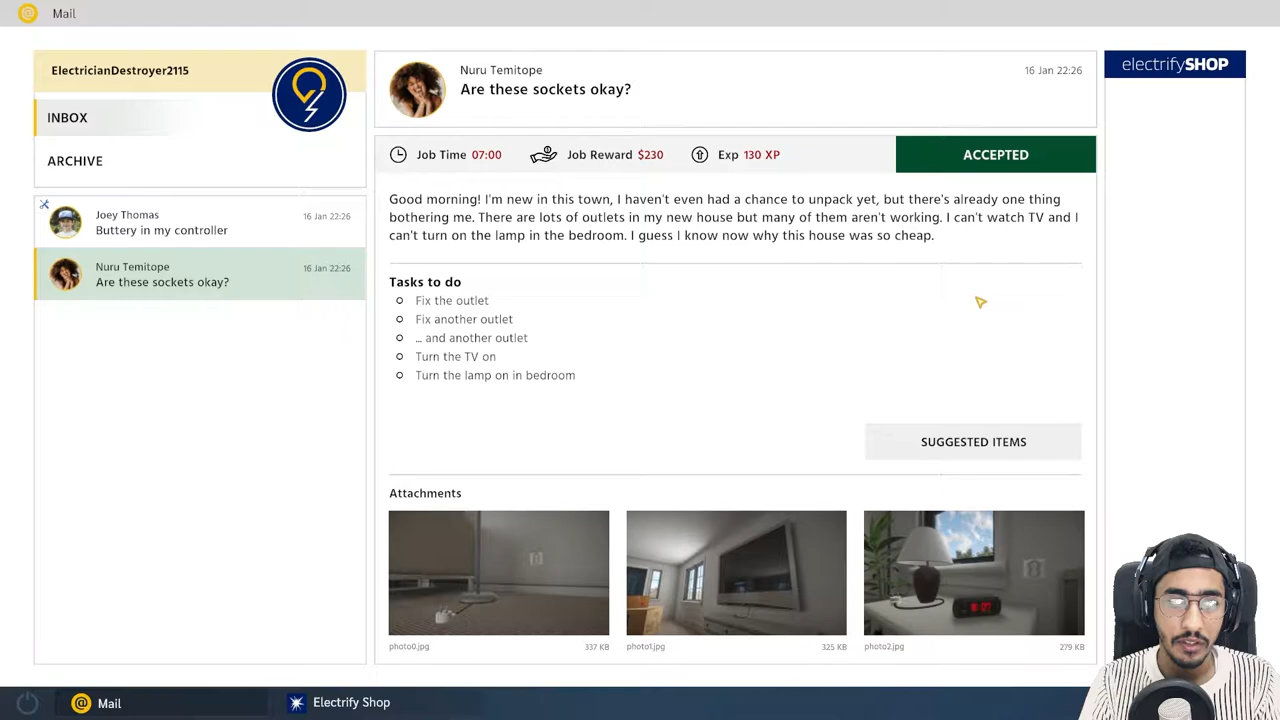 Mail
ElectricianDestroyer2115
INBOX
ARCHIVE
Joey Thomas
16 Jan 22:26
Buttery in my controller
Nuru Temitope
16 Jan 22:26
Are these sockets okay?
Nuru Temitope
16 Jan 22:26
Are these sockets okay?
Job Time 07:00
Job Reward $230
Exp 130 XP
ACCEPTED
Good morning! I'm new in this town, I haven't even had a chance to unpack yet, but there's already one thing
bothering me. There are lots of outlets in my new house but many of them aren't working. I can't watch TV and I
can't turn on the lamp in the bedroom. I guess I know now why this house was so cheap.
Tasks to do
Fix the outlet
Fix another outlet
... and another outlet
Turn the TV on
Turn the lamp on in bedroom
SUGGESTED ITEMS
Attachments
photo0.jpg
337 KB
photo1.jpg
325 KB
photo2.jpg
279 KB
electrifySHOP
Mail
Electrify Shop